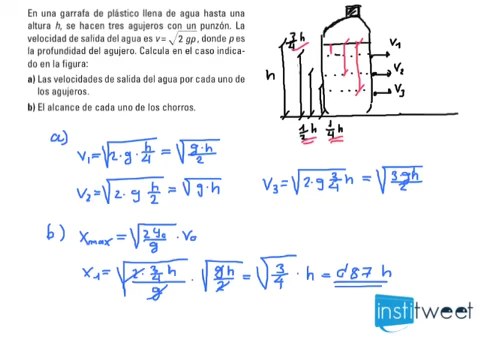 En una garrafa de plástico llena de agua hasta una
altura h, se hacen tres agujeros con un punzón. La
velocidad de salida del agua es v = √2 gp, donde p es
la profundidad del agujero. Calcula en el caso indica-
do en la figura:
a) Las velocidades de salida del agua por cada uno de
los agujeros.
b) El alcance de cada uno de los chorros.
3/4 h
h
V1
V2
V3
1/2 h 1/4 h
a)
V1=√2·g·h/4 = √g·h/2
V2=√2·g h/2 = √g·h
V3=√2·g 3/4 h = √3gh/2
b) Xmax=√2y0/g · V0
X1=√2·3/4 h/g · √gh/2 = √3/4 · h = 0'87 h
institweet